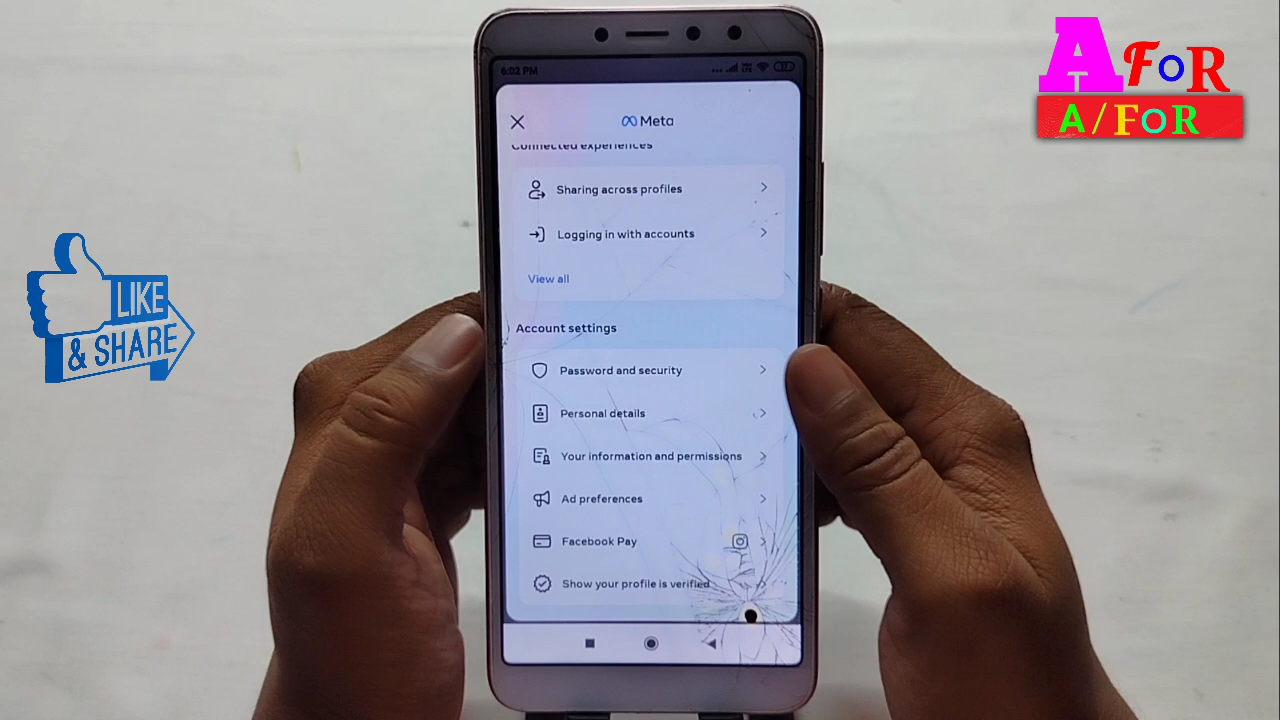 6:02 PM
Meta
Connected experiences
Sharing across profiles
Logging in with accounts
View all
Account settings
Password and security
Personal details
Your information and permissions
Ad preferences
Facebook Pay
Show your profile is verified
LIKE
& SHARE
A FoR
T
A/FoR